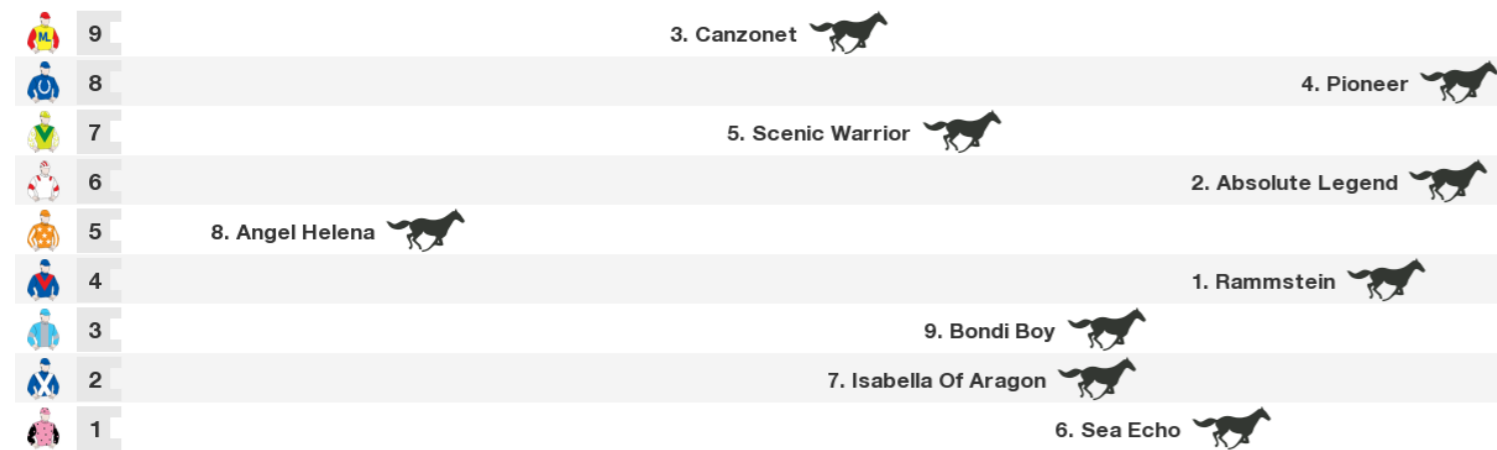 ML 9 3. Canzonet
8 4. Pioneer
7 5. Scenic Warrior
6 2. Absolute Legend
5 8. Angel Helena
4 1. Rammstein
3 9. Bondi Boy
2 7. Isabella Of Aragon
1 6. Sea Echo